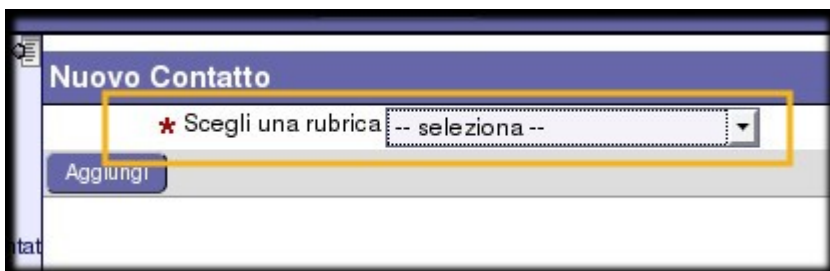 Nuovo Contatto
* Scegli una rubrica -- seleziona --
Aggiungi